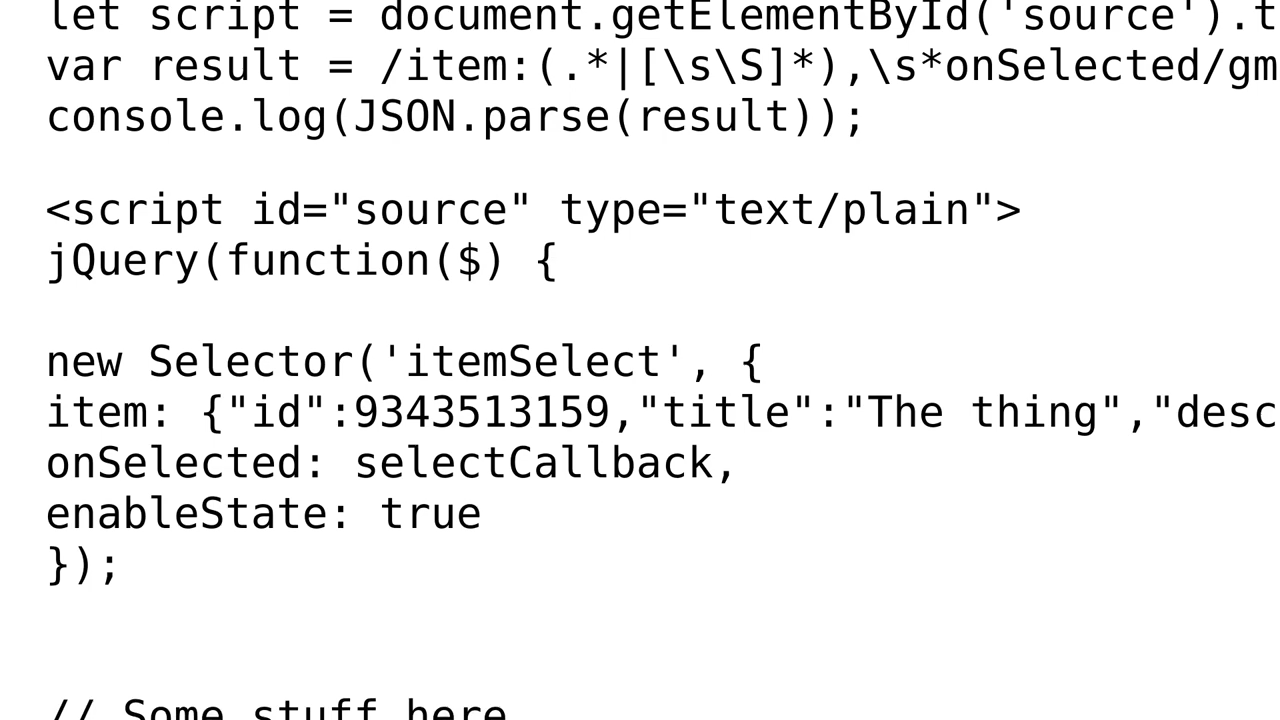 let script = document.getElementById('source').t
var result = /item:(.*|[\s\S]*),\s*onSelected/gm
console.log(JSON.parse(result));
<script id="source" type="text/plain">
jQuery(function($) {
new Selector('itemSelect', {
item: {"id":9343513159,"title":"The thing","desc
onSelected: selectCallback,
enableState: true
});
// Some stuff here